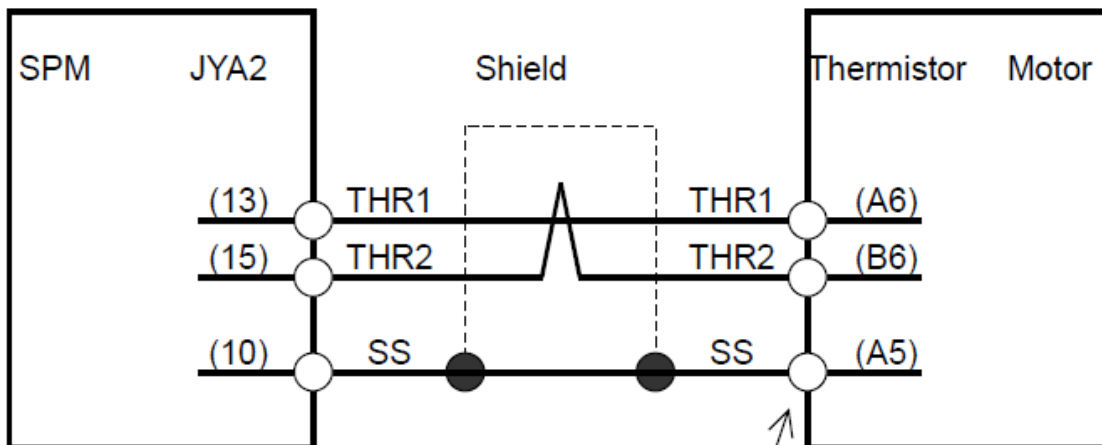 SPM JYA2 Shield Thermistor Motor
(13) THR1 THR1 (A6)
(15) THR2 THR2 (B6)
(10) SS SS (A5)